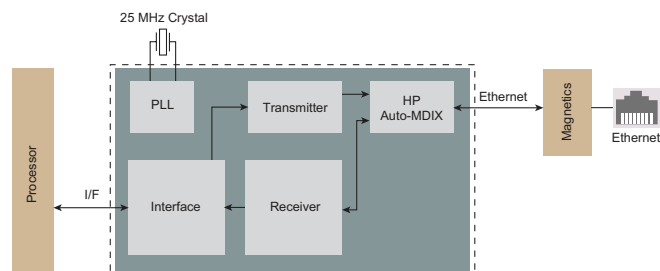 25 MHz Crystal
PLL
Transmitter
HP
Auto-MDIX
Ethernet
Magnetics
Ethernet
Processor
I/F
Interface
Receiver